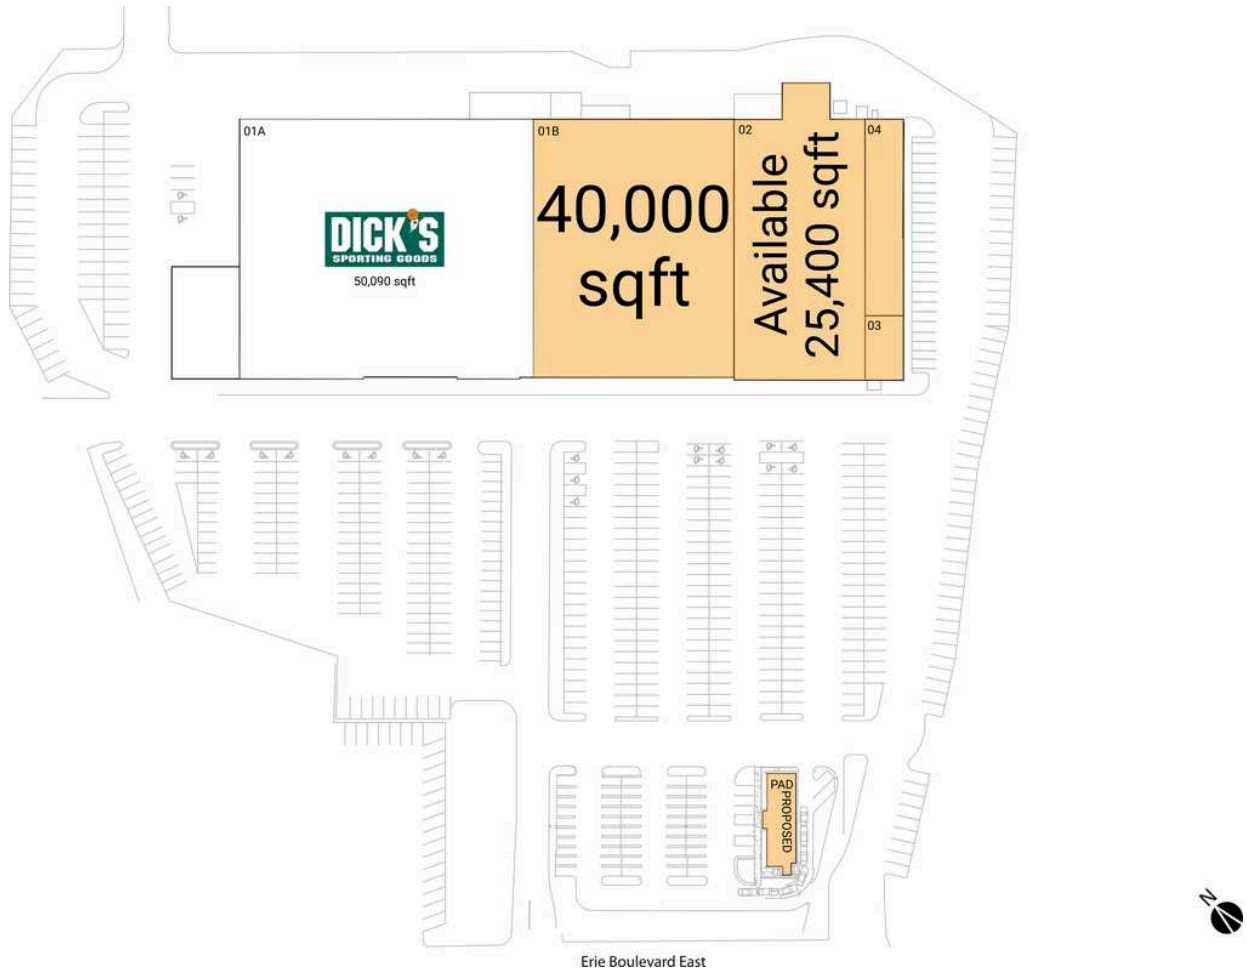 01A
01B
02
04
DICK'S
SPORTING GOODS
50,090 sqft
40,000
sqft
Available
25,400 sqft
03
PAD
PROPOSED
N
Erie Boulevard East